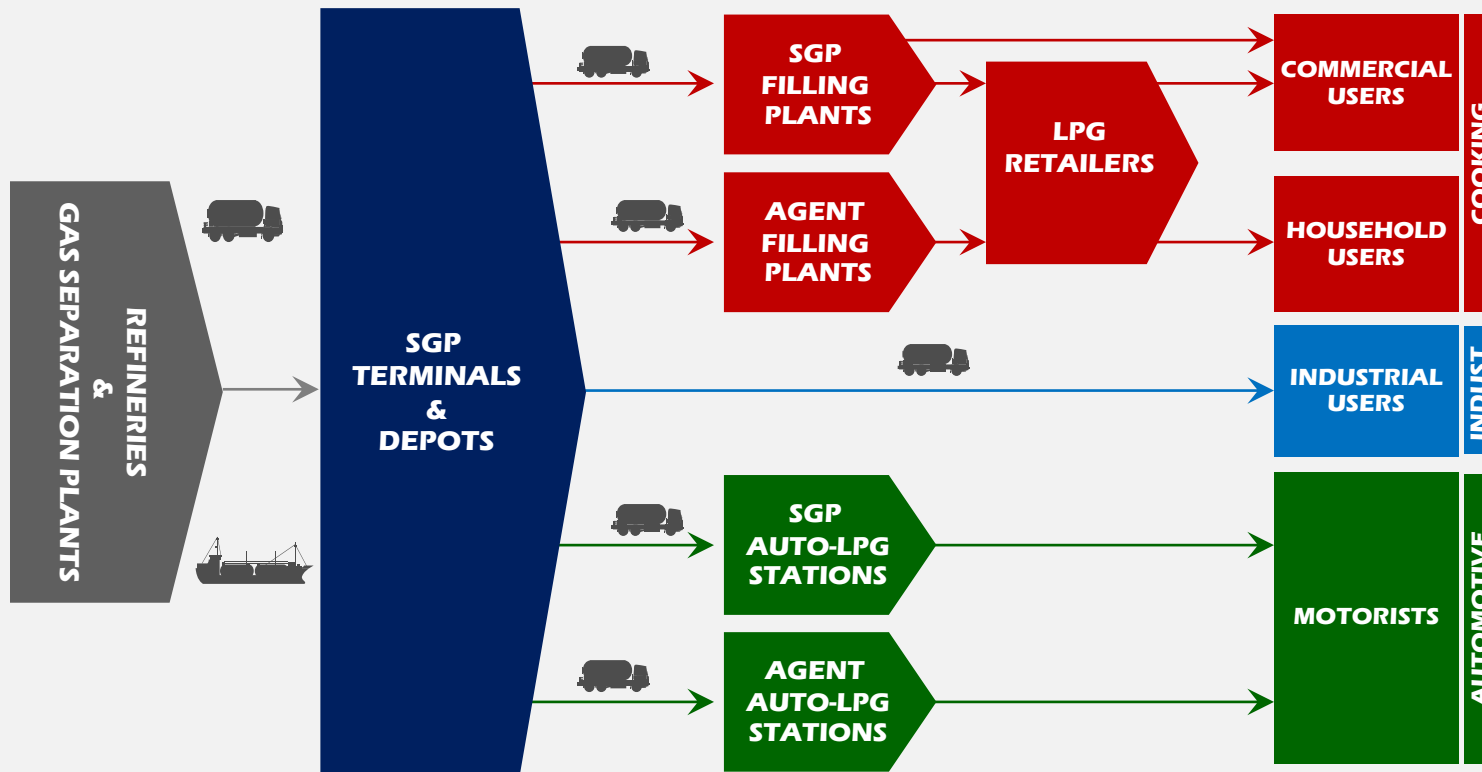 GAS SEPARATION PLANTS
&
REFINERIES
SGP
TERMINALS
&
DEPOTS
SGP
FILLING
PLANTS
AGENT
FILLING
PLANTS
LPG
RETAILERS
SGP
AUTO-LPG
STATIONS
AGENT
AUTO-LPG
STATIONS
COMMERCIAL
USERS
HOUSEHOLD
USERS
INDUSTRIAL
USERS
MOTORISTS
COOKING
INDUST
AUTOMOTIVE